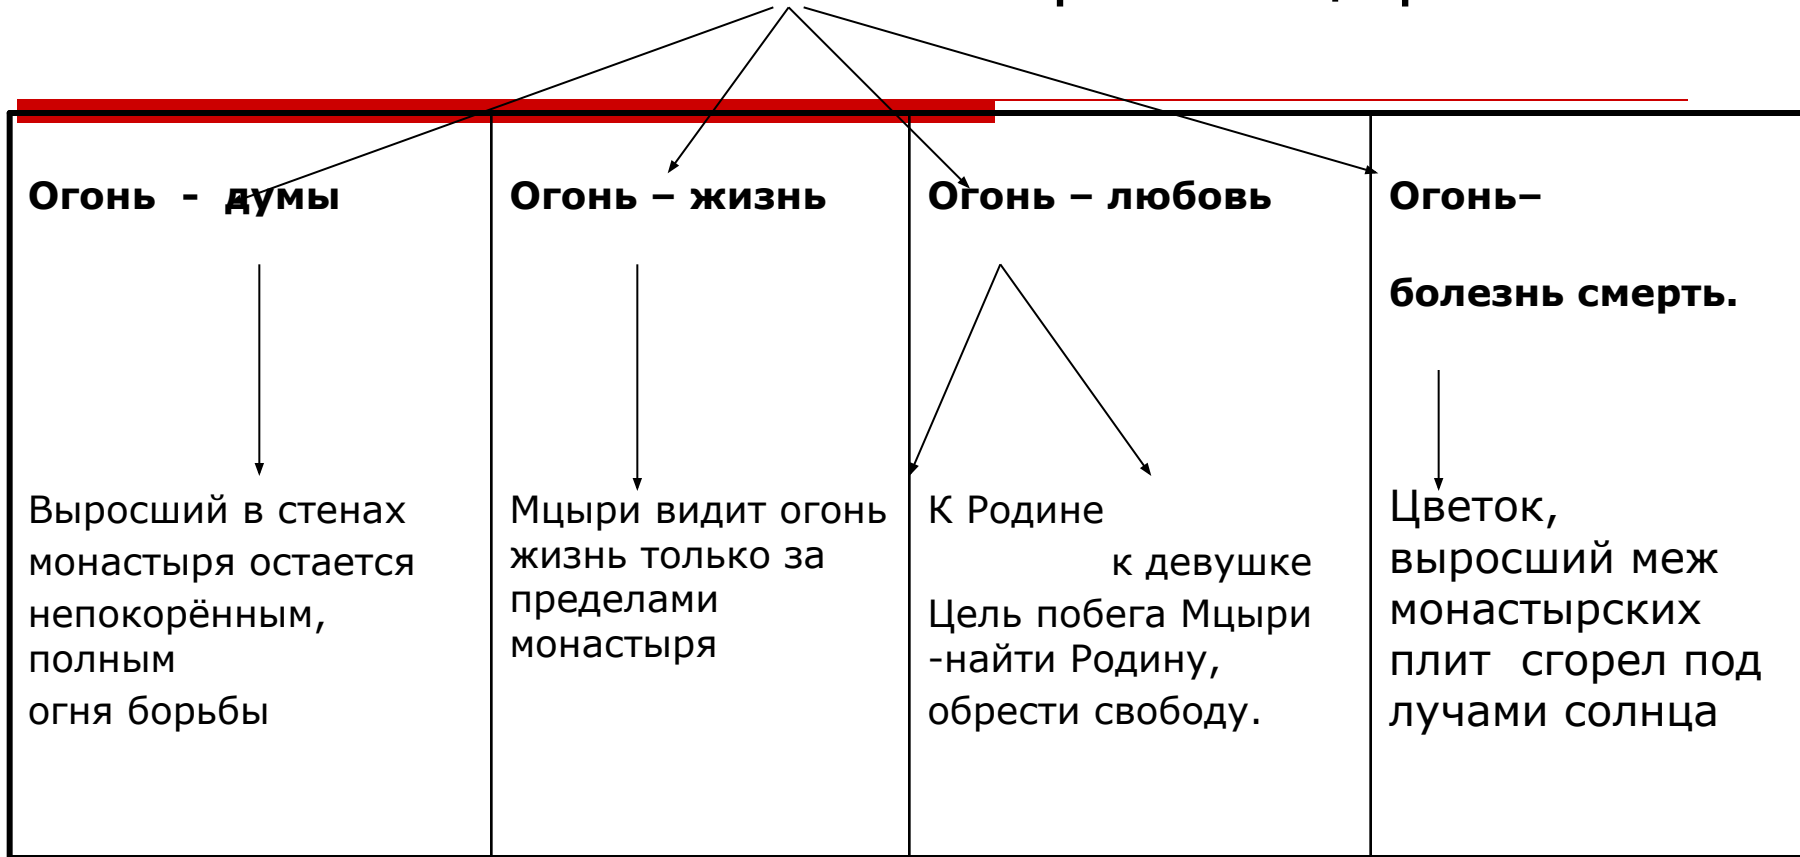 Огонь - думы
Выросший в стенах
монастыря остается
непокорённым,
полным
огня борьбы
Огонь – жизнь
Мцыри видит огонь
жизнь только за
пределами
монастыря
Огонь – любовь
К Родине
к девушке
Цель побега Мцыри
-найти Родину,
обрести свободу.
Огонь–
болезнь смерть.
Цветок,
выросший меж
монастырских
плит сгорел под
лучами солнца